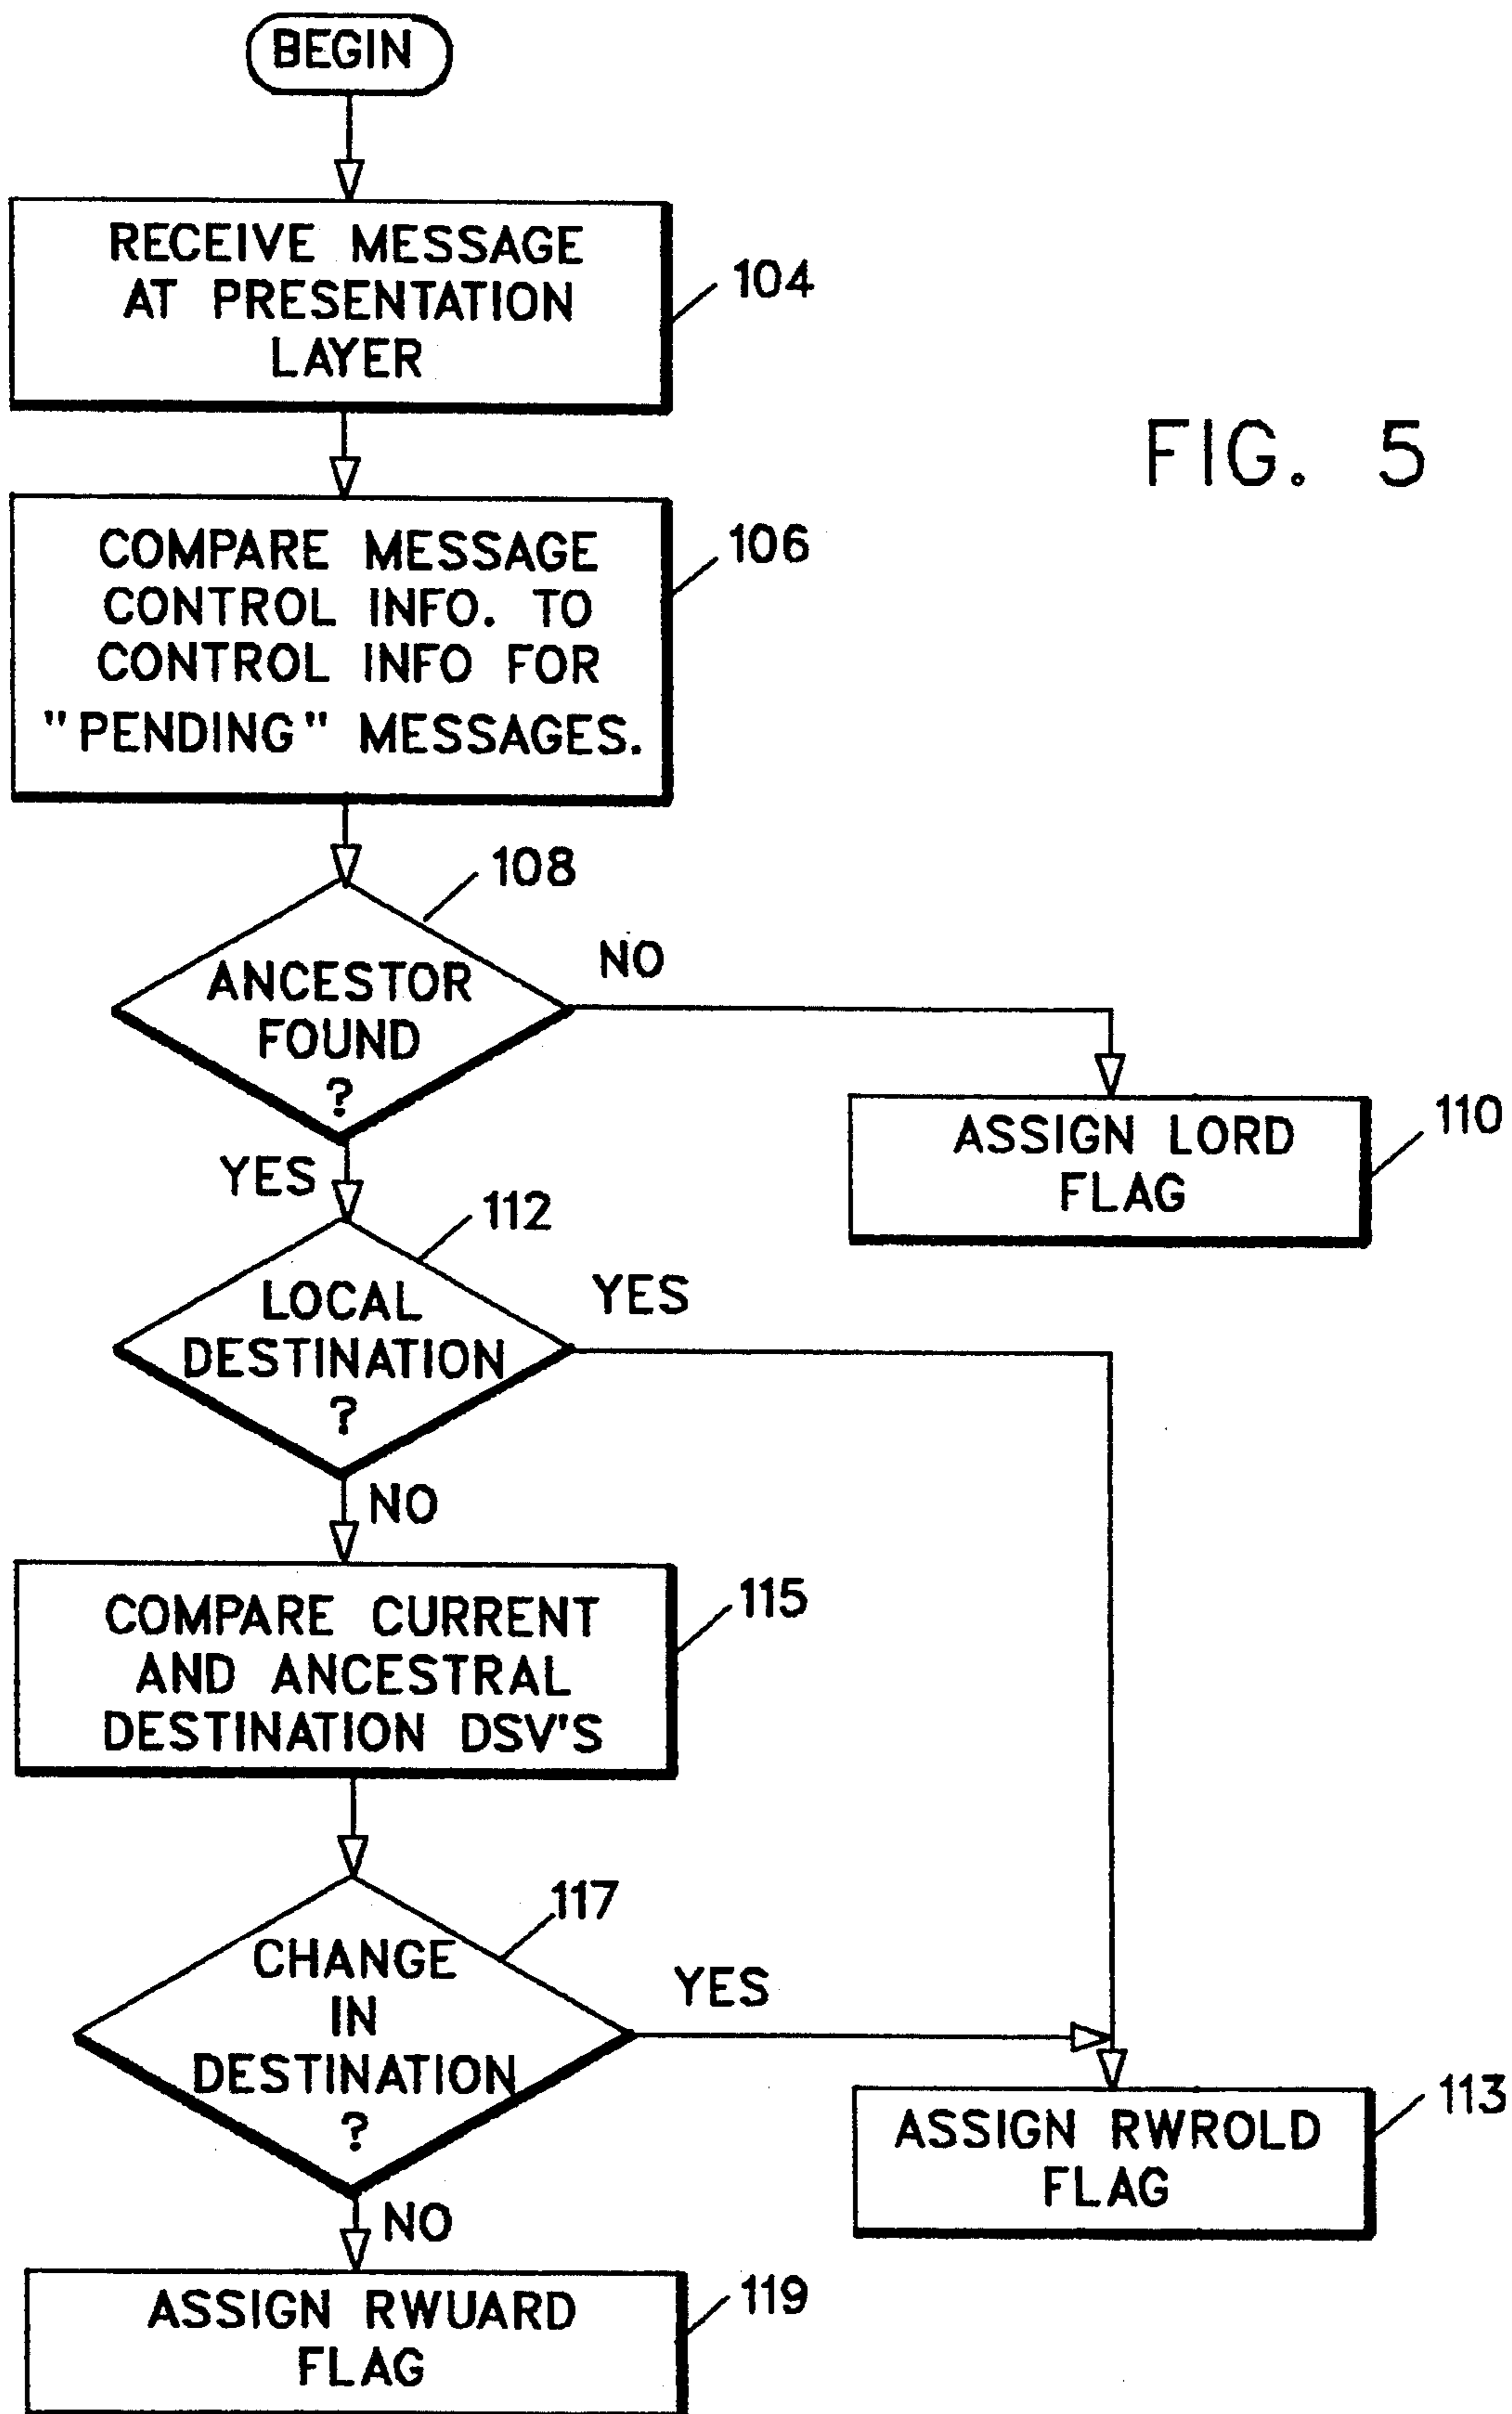 BEGIN
RECEIVE MESSAGE
AT PRESENTATION
LAYER
104
FIG. 5
COMPARE MESSAGE
CONTROL INFO. TO
CONTROL INFO FOR
"PENDING" MESSAGES.
106
108
ANCESTOR
FOUND
?
NO
YES
ASSIGN LORD
FLAG
110
112
LOCAL
DESTINATION
?
YES
NO
COMPARE CURRENT
AND ANCESTRAL
DESTINATION DSV'S
115
117
CHANGE
IN
DESTINATION
?
YES
NO
ASSIGN RWROLD
FLAG
113
ASSIGN RWUARD
FLAG
119